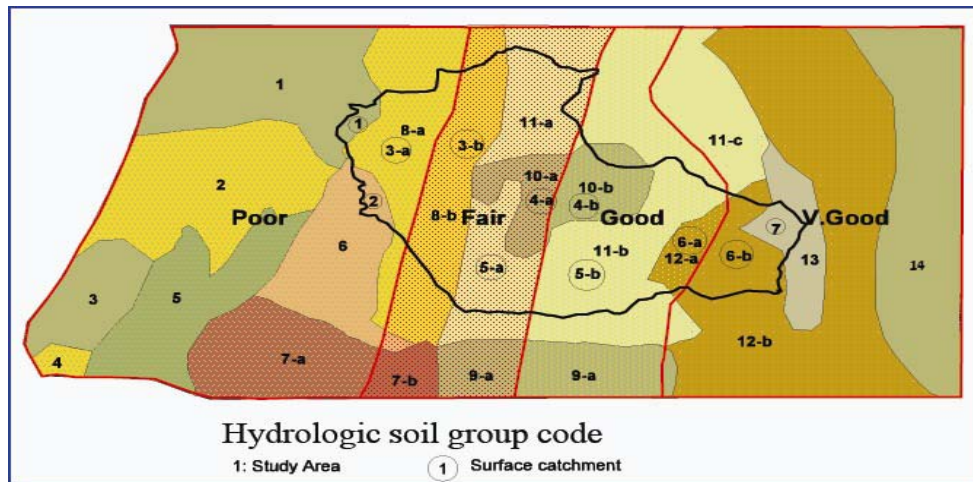 1
1
8-a
3-a
3-b
11-a
11-c
2
10-a
4-a
10-b
4-b
2
Poor
8-b
Fair
Good
V.Good
7
6
11-b
6-a
12-a
6-b
13
14
3
5
5-a
5-b
4
7-a
7-b
9-a
9-a
12-b
Hydrologic soil group code
1: Study Area
1 Surface catchment